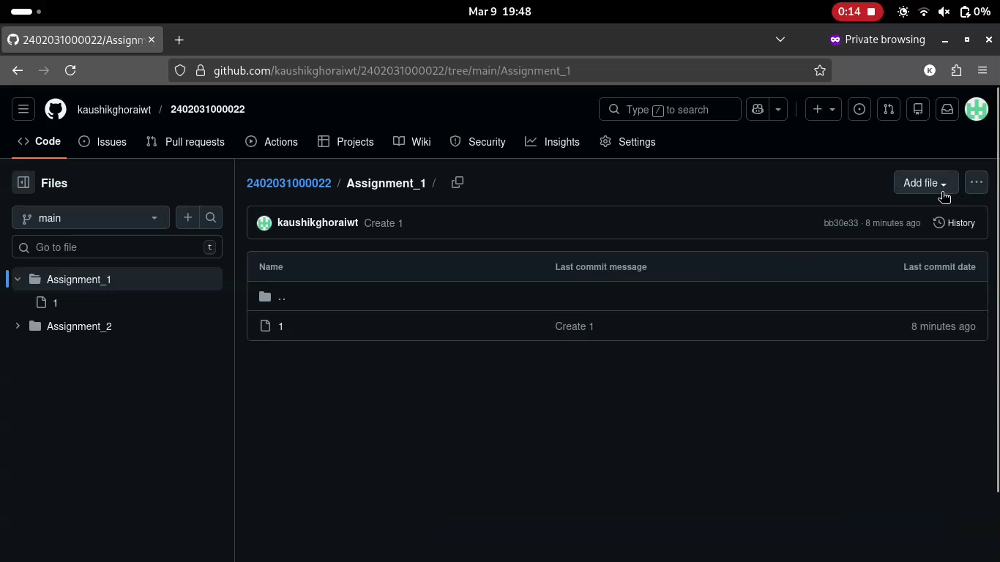 Mar 9 19:48
0:14
0%
2402031000022/Assignm
Private browsing
github.com/kaushikghoraiwt/2402031000022/tree/main/Assignment_1
K
kaushikghoraiwt / 2402031000022
Type / to search
Code
Issues
Pull requests
Actions
Projects
Wiki
Security
Insights
Settings
Files
2402031000022 / Assignment_1 /
Add file
main
kaushikghoraiwt Create 1
bb30e33 · 8 minutes ago
History
Go to file
t
Name
Last commit message
Last commit date
Assignment_1
..
1
1
Create 1
8 minutes ago
Assignment_2